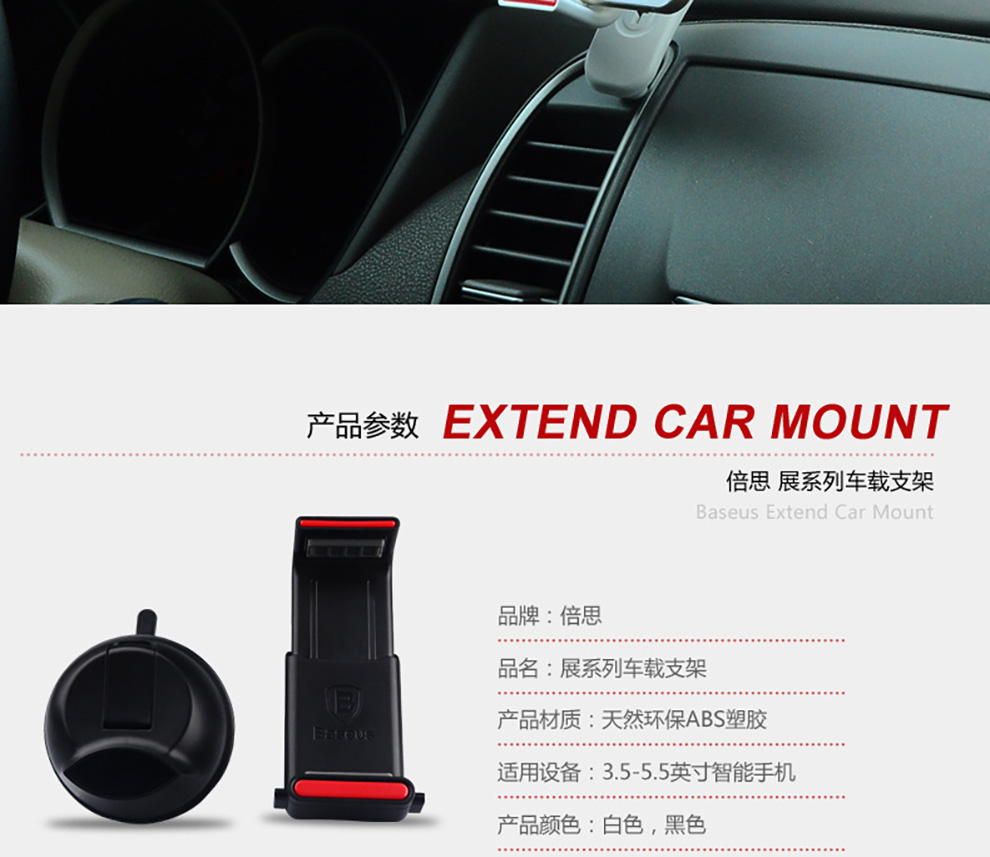 产品参数 EXTEND CAR MOUNT
倍思 展系列车载支架
Baseus Extend Car Mount
品牌：倍思
品名：展系列车载支架
产品材质：天然环保ABS塑胶
适用设备：3.5-5.5英寸智能手机
产品颜色：白色，黑色
Baseus